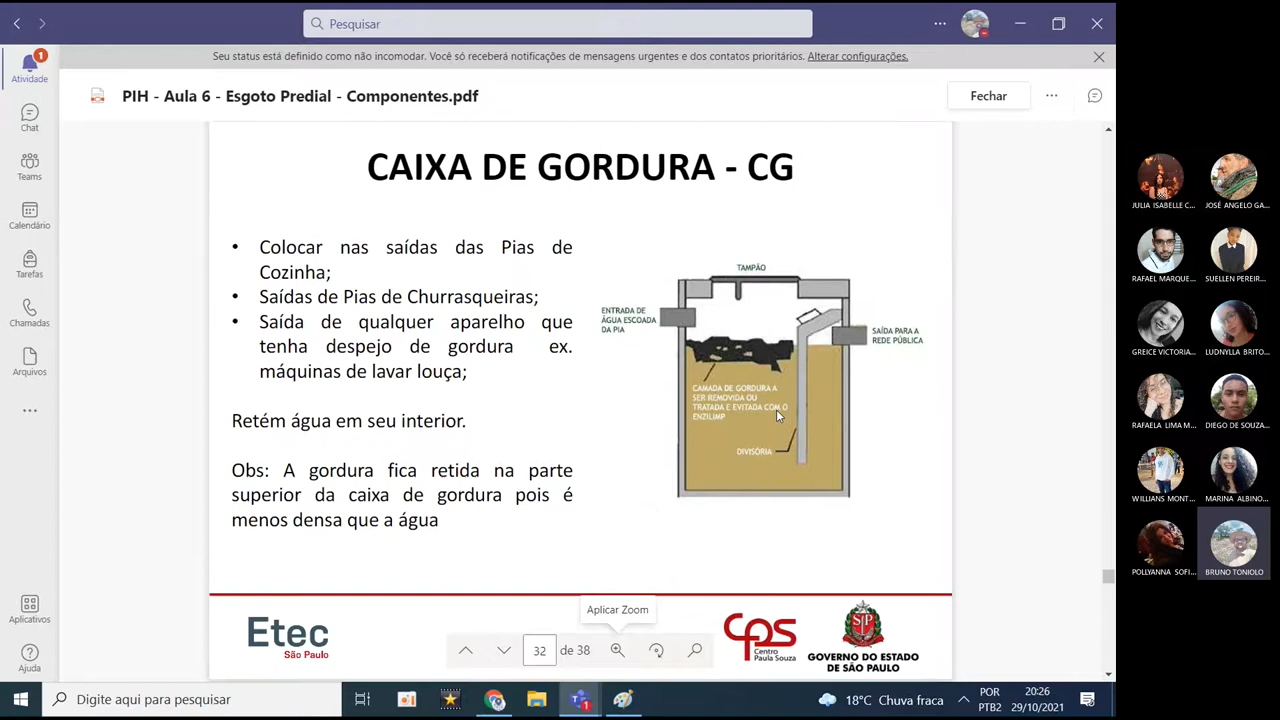 Pesquisar
Seu status está definido como não incomodar. Você só receberá notificações de mensagens urgentes e dos contatos prioritários. Alterar configurações.
1
Atividade
Chat
Teams
Calendário
Tarefas
Chamadas
Arquivos
Aplicativos
Ajuda
PIH - Aula 6 - Esgoto Predial - Componentes.pdf
Fechar
CAIXA DE GORDURA - CG
• Colocar nas saídas das Pias de
Cozinha;
• Saídas de Pias de Churrasqueiras;
• Saída de qualquer aparelho que
tenha despejo de gordura ex.
máquinas de lavar louça;
Retém água em seu interior.
Obs: A gordura fica retida na parte
superior da caixa de gordura pois é
menos densa que a água
TAMPÃO
ENTRADA DE
ÁGUA ESCOADA
DA PIA
SAÍDA PARA A
REDE PÚBLICA
CAMADA DE GORDURA A
SER REMOVIDA OU
TRATADA E EVITADA COM O
ENZILIMP
DIVISÓRIA
Etec
São Paulo
Aplicar Zoom
32 de 38
CPS
Centro
Paula Souza
SP
GOVERNO DO ESTADO
DE SÃO PAULO
JULIA ISABELLE C...
JOSÉ ANGELO GA...
RAFAEL MARQUE...
SUELLEN PEREIR...
GREICE VICTORIA...
LUDNYLLA BRITO...
RAFAELA LIMA M...
DIEGO DE SOUZA...
WILLIANS MONT...
MARINA ALBINO...
POLLYANNA SOFI...
BRUNO TONIOLO
Digite aqui para pesquisar
1
18°C Chuva fraca
POR
PTB2
20:26
29/10/2021